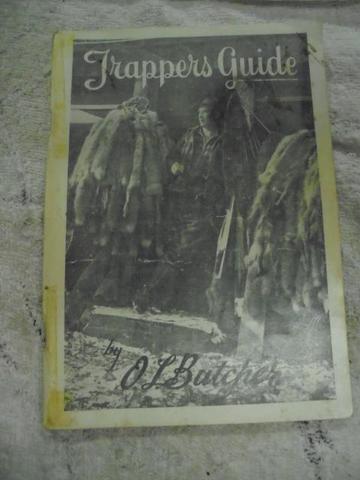 Trappers Guide
by
O L Butcher